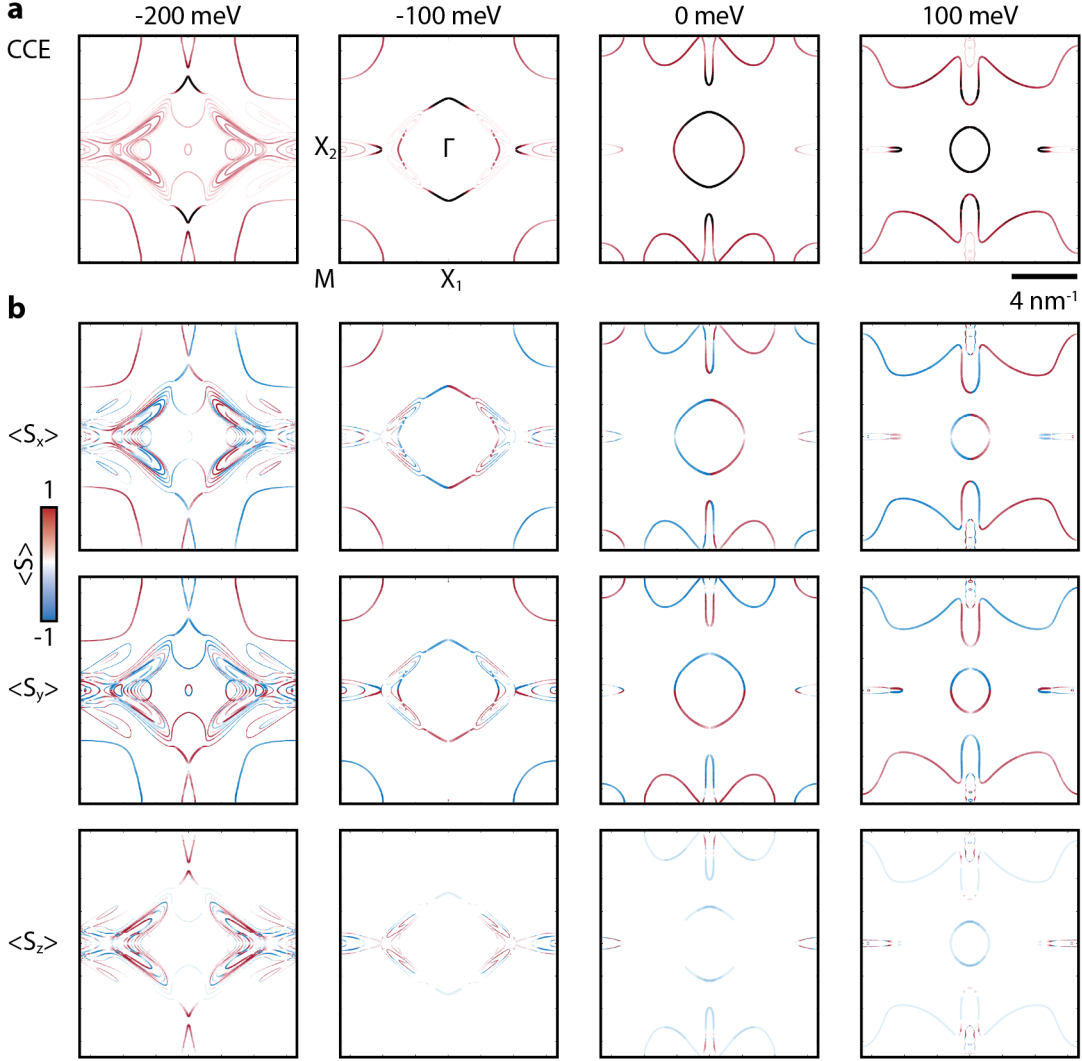 a
-200 meV -100 meV 0 meV 100 meV
CCE
X₂ Γ
M X₁
4 nm⁻¹
b
<Sₓ>
1
<S>
-1
<Sᵧ>
<S_z>